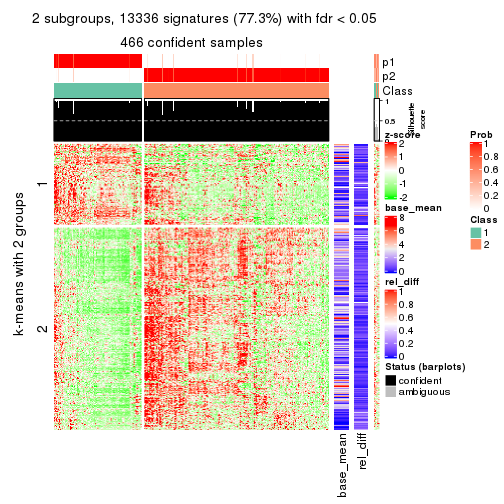 2 subgroups, 13336 signatures (77.3%) with fdr < 0.05
466 confident samples
p1
p2
Class
1
0.5
0
Silhouette
score
k-means with 2 groups
1
2
base_mean
rel_diff
z-score
2
1
0
-1
-2
base_mean
8
6
4
2
0
rel_diff
1
0.8
0.6
0.4
0.2
0
Status (barplots)
confident
ambiguous
Prob
1
0.8
0.6
0.4
0.2
0
Class
1
2